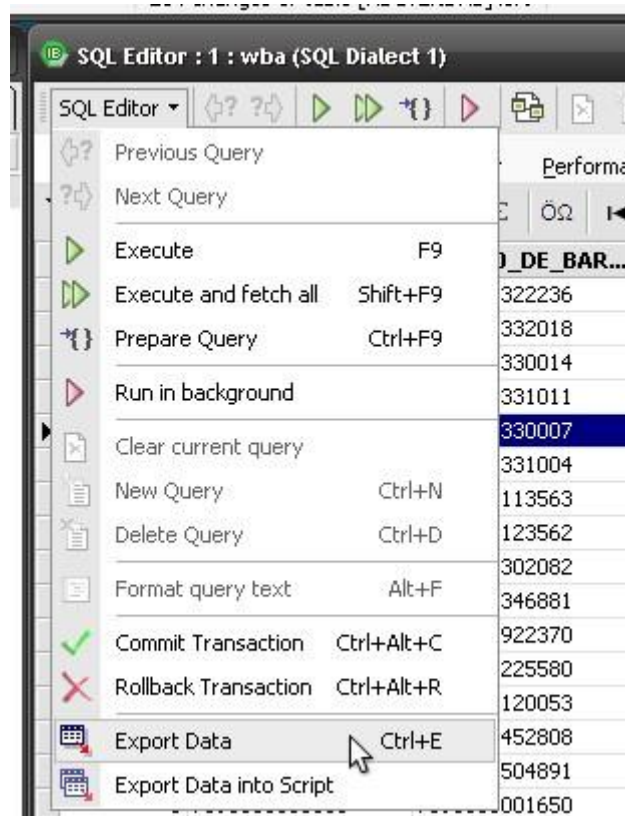 SQL Editor : 1 : wba (SQL Dialect 1)
SQL Editor
Previous Query
Next Query
Performa
ÖΩ
Execute F9
)_DE_BAR...
Execute and fetch all Shift+F9
322236
Prepare Query Ctrl+F9
332018
330014
Run in background
331011
330007
Clear current query
331004
New Query Ctrl+N
113563
Delete Query Ctrl+D
123562
302082
Format query text Alt+F
346881
Commit Transaction Ctrl+Alt+C
922370
Rollback Transaction Ctrl+Alt+R
225580
120053
Export Data Ctrl+E
452808
Export Data into Script
504891
001650